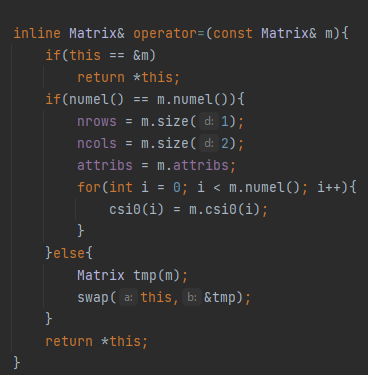 inline Matrix& operator=(const Matrix& m){
    if(this == &m)
        return *this;
    if(numel() == m.numel()){
        nrows = m.size( d: 1);
        ncols = m.size( d: 2);
        attribs = m.attribs;
        for(int i = 0; i < m.numel(); i++){
            csi0(i) = m.csi0(i);
        }
    }else{
        Matrix tmp(m);
        swap( a: this, b: &tmp);
    }
    return *this;
}